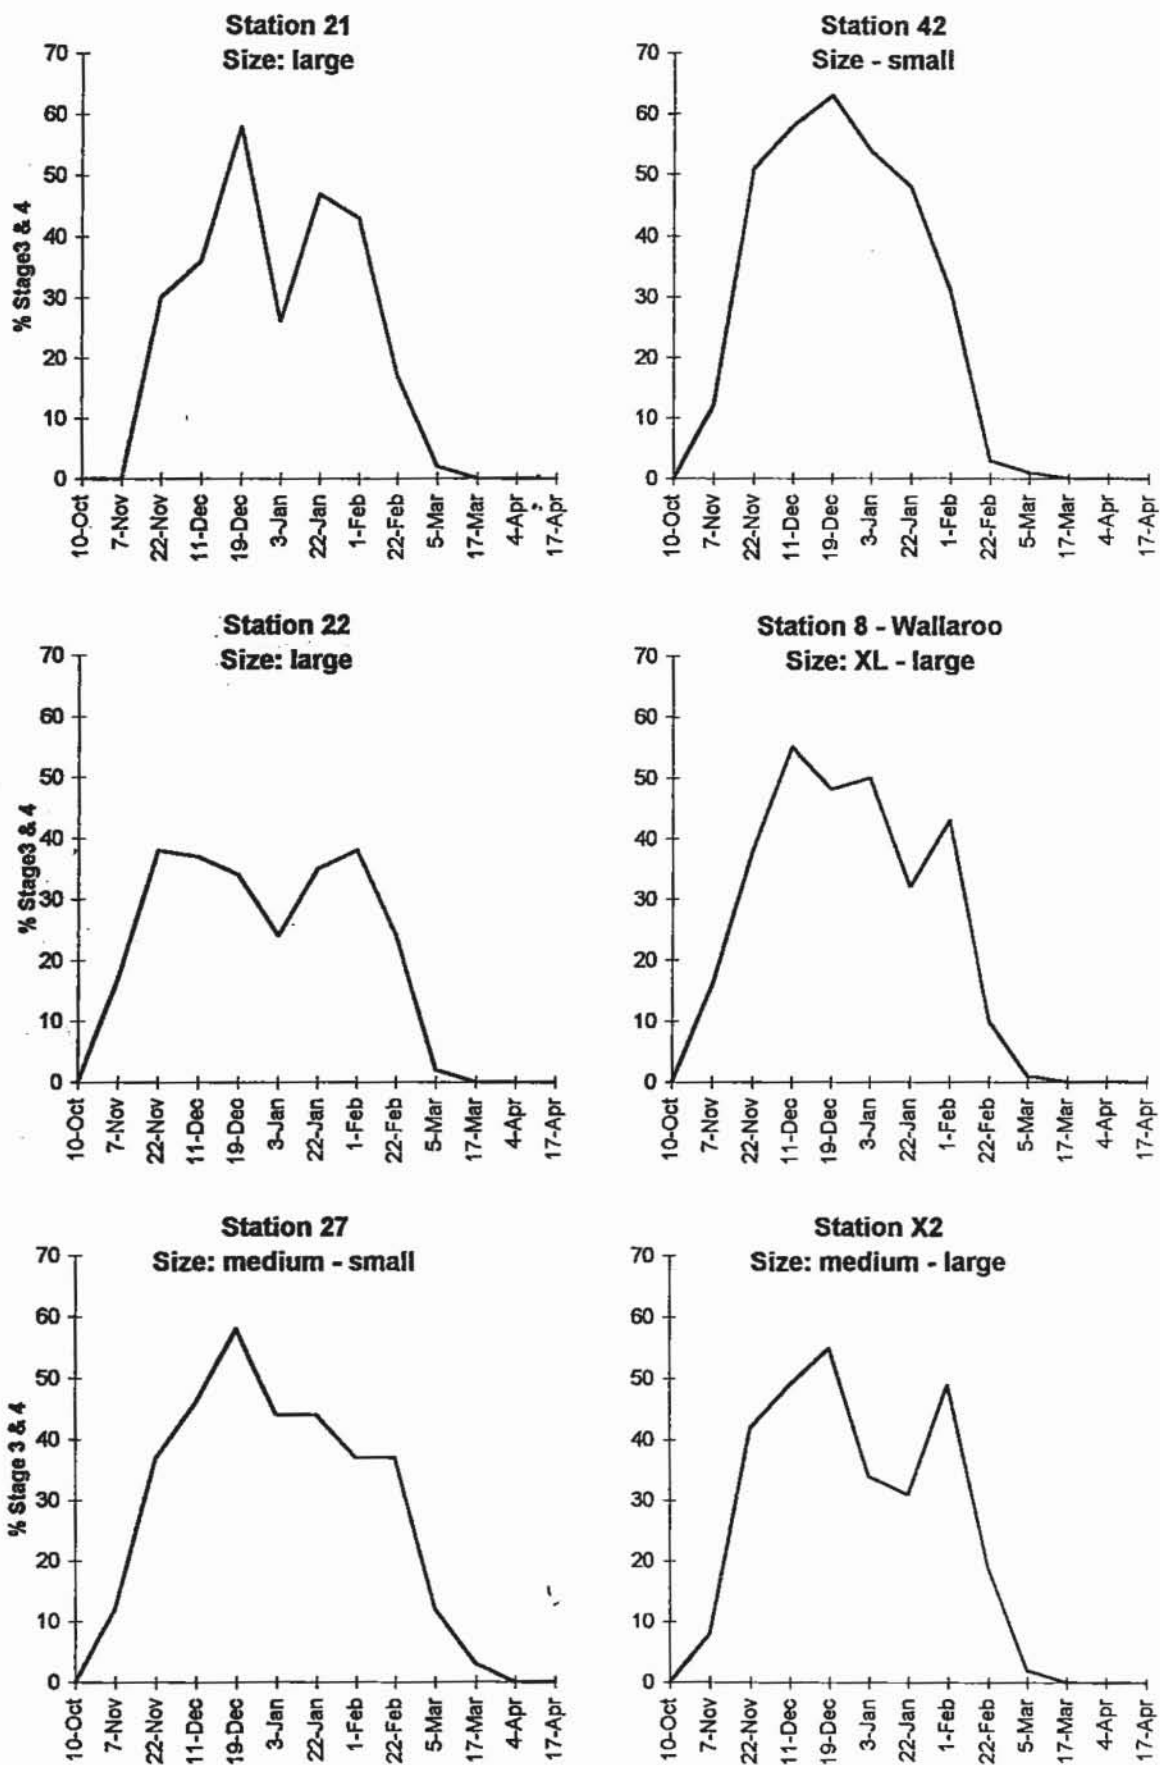 Station 21
Size: large
% Stage3 & 4
70
60
50
40
30
20
10
0
10-Oct
7-Nov
22-Nov
11-Dec
19-Dec
3-Jan
22-Jan
1-Feb
22-Feb
5-Mar
17-Mar
4-Apr
17-Apr
Station 42
Size - small
70
60
50
40
30
20
10
0
10-Oct
7-Nov
22-Nov
11-Dec
19-Dec
3-Jan
22-Jan
1-Feb
22-Feb
5-Mar
17-Mar
4-Apr
17-Apr
Station 22
Size: large
% Stage3 & 4
70
60
50
40
30
20
10
0
10-Oct
7-Nov
22-Nov
11-Dec
19-Dec
3-Jan
22-Jan
1-Feb
22-Feb
5-Mar
17-Mar
4-Apr
17-Apr
Station 8 - Wallaroo
Size: XL - large
70
60
50
40
30
20
10
0
10-Oct
7-Nov
22-Nov
11-Dec
19-Dec
3-Jan
22-Jan
1-Feb
22-Feb
5-Mar
17-Mar
4-Apr
17-Apr
Station 27
Size: medium - small
% Stage 3 & 4
70
60
50
40
30
20
10
0
10-Oct
7-Nov
22-Nov
11-Dec
19-Dec
3-Jan
22-Jan
1-Feb
22-Feb
5-Mar
17-Mar
4-Apr
17-Apr
Station X2
Size: medium - large
70
60
50
40
30
20
10
0
10-Oct
7-Nov
22-Nov
11-Dec
19-Dec
3-Jan
22-Jan
1-Feb
22-Feb
5-Mar
17-Mar
4-Apr
17-Apr